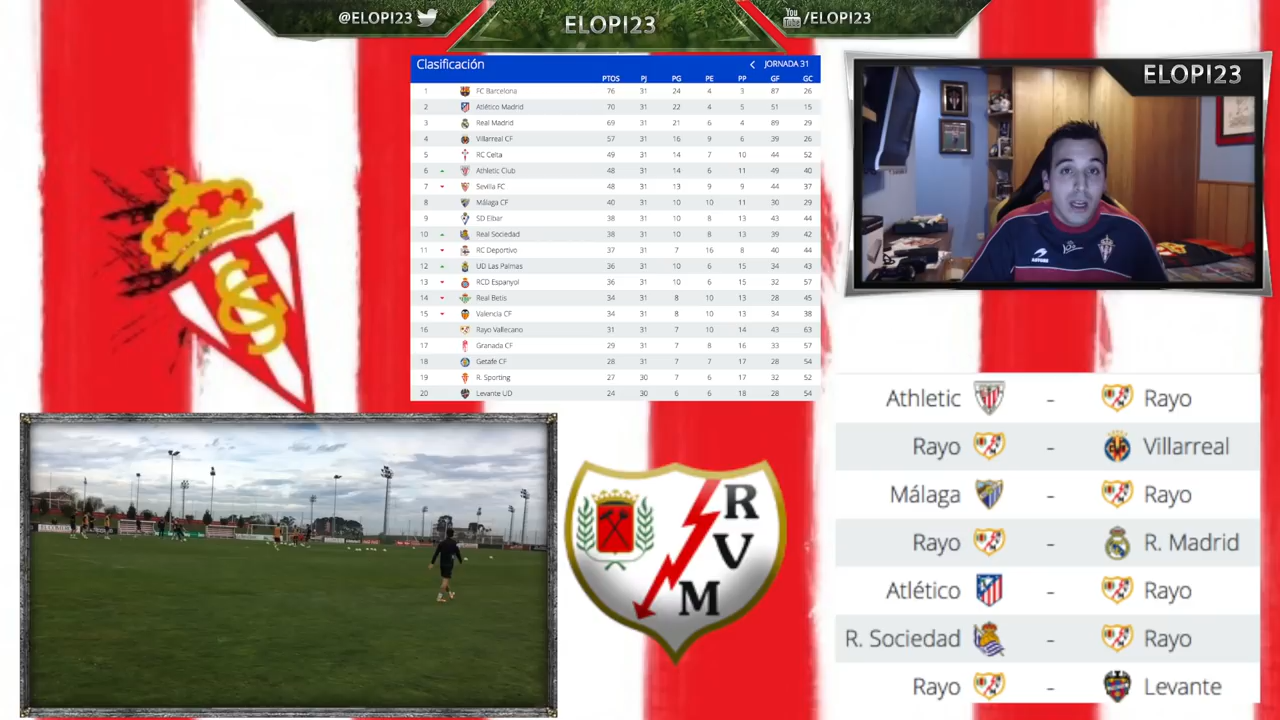 @ELOPI23
ELOPI23
/ELOPI23
You
Tube
Clasificación
JORNADA 31
PTOS PJ PG PE PP GF GC
1 FC Barcelona 76 31 24 4 3 87 26
2 Atlético Madrid 70 31 22 4 5 51 15
3 Real Madrid 69 31 21 6 4 89 29
4 Villarreal CF 57 31 16 9 6 39 26
5 RC Celta 49 31 14 7 10 44 52
6 Athletic Club 48 31 14 6 11 49 40
7 Sevilla FC 48 31 13 9 9 44 37
8 Málaga CF 40 31 10 10 11 30 29
9 SD Eibar 38 31 10 8 13 43 44
10 Real Sociedad 38 31 10 8 13 39 42
11 RC Deportivo 37 31 7 16 8 40 44
12 UD Las Palmas 36 31 10 6 15 34 43
13 RCD Espanyol 36 31 10 6 15 32 57
14 Real Betis 34 31 8 10 13 28 45
15 Valencia CF 34 31 8 10 13 34 38
16 Rayo Vallecano 31 31 7 10 14 43 63
17 Granada CF 29 31 7 8 16 33 57
18 Getafe CF 28 31 7 7 17 28 54
19 R. Sporting 27 30 7 6 17 32 52
20 Levante UD 24 30 6 6 18 28 54
ELOPI23
R
V
M
Athletic - Rayo
Rayo - Villarreal
Málaga - Rayo
Rayo - R. Madrid
Atlético - Rayo
R. Sociedad - Rayo
Rayo - Levante